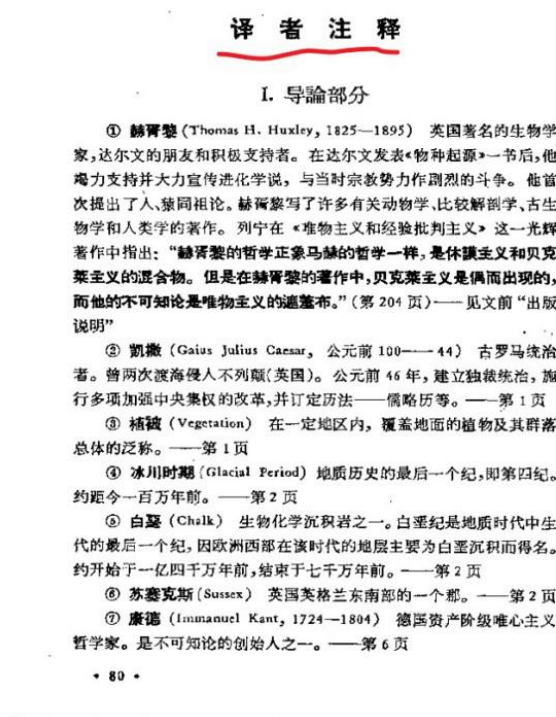 译者注释
I. 导論部分
① 赫胥黎 (Thomas H. Huxley, 1825—1895) 英国著名的生物学
家,达尔文的朋友和积极支持者。在达尔文发表«物种起源»一书后,他
竭力支持并大力宣传进化学说,与当时宗教势力作剧烈的斗争。他首
次提出了人、猿同祖论。赫胥黎写了许多有关动物学、比较解剖学、古生
物学和人类学的著作。列宁在«唯物主义和经验批判主义»这一光辉
著作中指出:“赫胥黎的哲学正象马赫的哲学一样,是休謨主义和贝克
莱主义的混合物。但是在赫胥黎的著作中,贝克莱主义是偶而出现的,
而他的不可知论是唯物主义的遮羞布。”(第 204 页)——见文前“出版
说明”
② 凯撒 (Gaius Julius Caesar, 公元前 100——44) 古罗马统治
者。曾两次渡海侵入不列颠(英国)。公元前 46 年,建立独裁统治,施
行多项加强中央集权的改革,并订定历法——儒略历等。——第 1 页
③ 植被 (Vegetation) 在一定地区内,覆盖地面的植物及其群落
总体的泛称。——第 1 页
④ 冰川时期 (Glacial Period) 地质历史的最后一个纪,即第四纪。
约距今一百万年前。——第 2 页
⑤ 白垩 (Chalk) 生物化学沉积岩之一。白垩纪是地质时代中生
代的最后一个纪,因欧洲西部在该时代的地层主要为白垩沉积而得名。
约开始于一亿四千万年前,结束于七千万年前。——第 2 页
⑥ 苏塞克斯 (Sussex) 英国英格兰东南部的一个郡。——第 2 页
⑦ 康德 (Immanuel Kant, 1724—1804) 德国资产阶级唯心主义
哲学家。是不可知论的创始人之一。——第 6 页
• 80 •